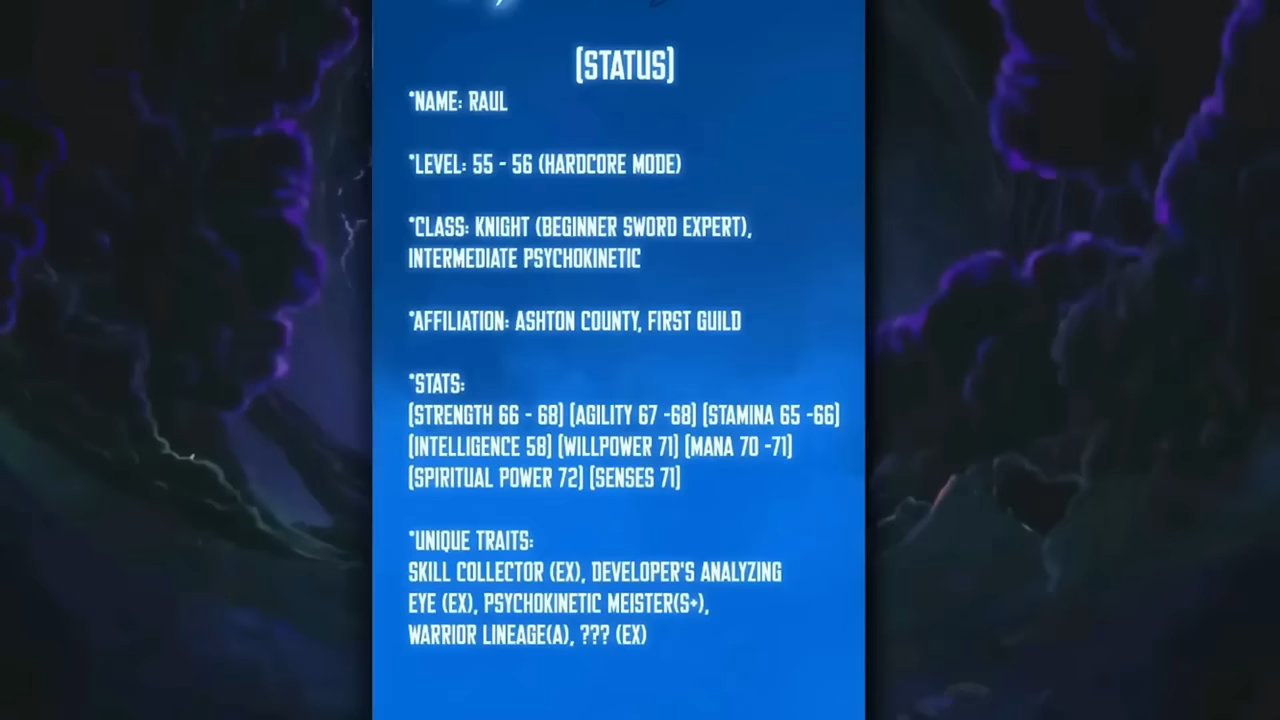 [STATUS]
*NAME: RAUL
*LEVEL: 55 - 56 (HARDCORE MODE)
*CLASS: KNIGHT (BEGINNER SWORD EXPERT),
INTERMEDIATE PSYCHOKINETIC
*AFFILIATION: ASHTON COUNTY, FIRST GUILD
*STATS:
[STRENGTH 66 - 68] [AGILITY 67 -68] [STAMINA 65 -66]
[INTELLIGENCE 58] [WILLPOWER 71] [MANA 70 -71]
[SPIRITUAL POWER 72] [SENSES 71]
*UNIQUE TRAITS:
SKILL COLLECTOR (EX), DEVELOPER'S ANALYZING
EYE (EX), PSYCHOKINETIC MEISTER(S+),
WARRIOR LINEAGE(A), ??? (EX)